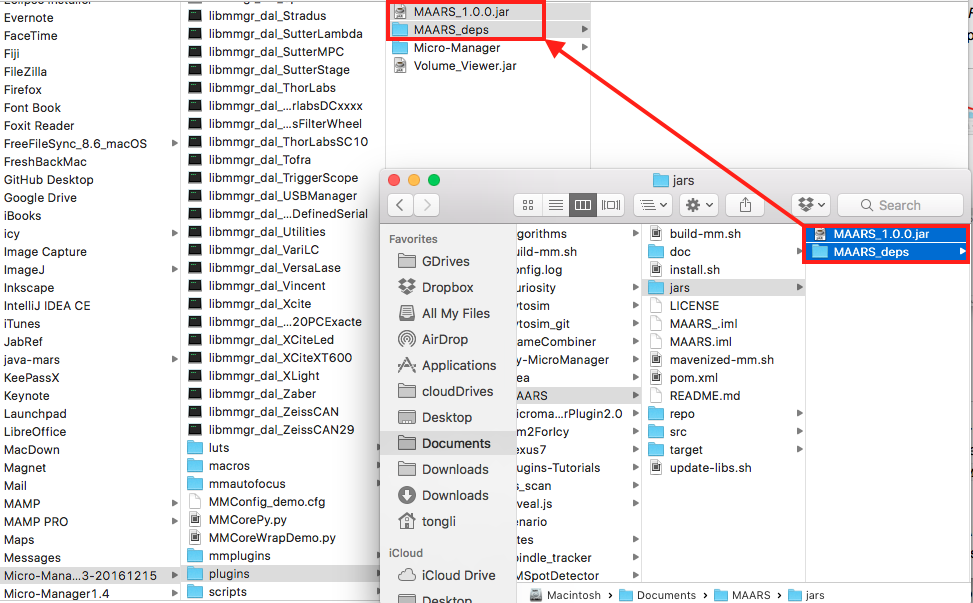 Evernote
FaceTime
Fiji
FileZilla
Firefox
Font Book
Foxit Reader
FreeFileSync_8.6_macOS
FreshBackMac
GitHub Desktop
Google Drive
iBooks
icy
Image Capture
ImageJ
Inkscape
IntelliJ IDEA CE
iTunes
JabRef
java-mars
KeePassX
Keynote
Launchpad
LibreOffice
MacDown
Magnet
Mail
MAMP
MAMP PRO
Maps
Messages
Micro-Mana...3-20161215
Micro-Manager1.4
libmmgr_dal_Stradus
libmmgr_dal_SutterLambda
libmmgr_dal_SutterMPC
libmmgr_dal_SutterStage
libmmgr_dal_ThorLabs
libmmgr_dal_...rlabsDCxxxx
libmmgr_dal_...sFilterWheel
libmmgr_dal_ThorLabsSC10
libmmgr_dal_Tofra
libmmgr_dal_TriggerScope
libmmgr_dal_USBManager
libmmgr_dal_...DefinedSerial
libmmgr_dal_Utilities
libmmgr_dal_VariLC
libmmgr_dal_VersaLase
libmmgr_dal_Vincent
libmmgr_dal_Xcite
libmmgr_dal_...20PCExacte
libmmgr_dal_XCiteLed
libmmgr_dal_XCiteXT600
libmmgr_dal_XLight
libmmgr_dal_Zaber
libmmgr_dal_ZeissCAN
libmmgr_dal_ZeissCAN29
luts
macros
mmautofocus
MMConfig_demo.cfg
MMCorePy.py
MMCoreWrapDemo.py
mmplugins
plugins
scripts
MAARS_1.0.0.jar
MAARS_deps
Micro-Manager
Volume_Viewer.jar
jars
Search
Favorites
GDrives
Dropbox
All My Files
AirDrop
Applications
cloudDrives
Desktop
Documents
Downloads
Downloads
tongli
iCloud
iCloud Drive
Desktop
lgorithms
uild-mm.sh
onfig.log
uriosity
ytosim
ytosim_git
ameCombiner
y-MicroManager
ea
AARS
icroma...rPlugin2.0
m2ForIcy
exus7
ugins-Tutorials
s_scan
veal.js
enario
tes
pindle_tracker
MSpotDetector
build-mm.sh
doc
install.sh
jars
LICENSE
MAARS_.iml
MAARS.iml
mavenized-mm.sh
pom.xml
README.md
repo
src
target
update-libs.sh
MAARS_1.0.0.jar
MAARS_deps
Macintosh › Documents › MAARS › jars